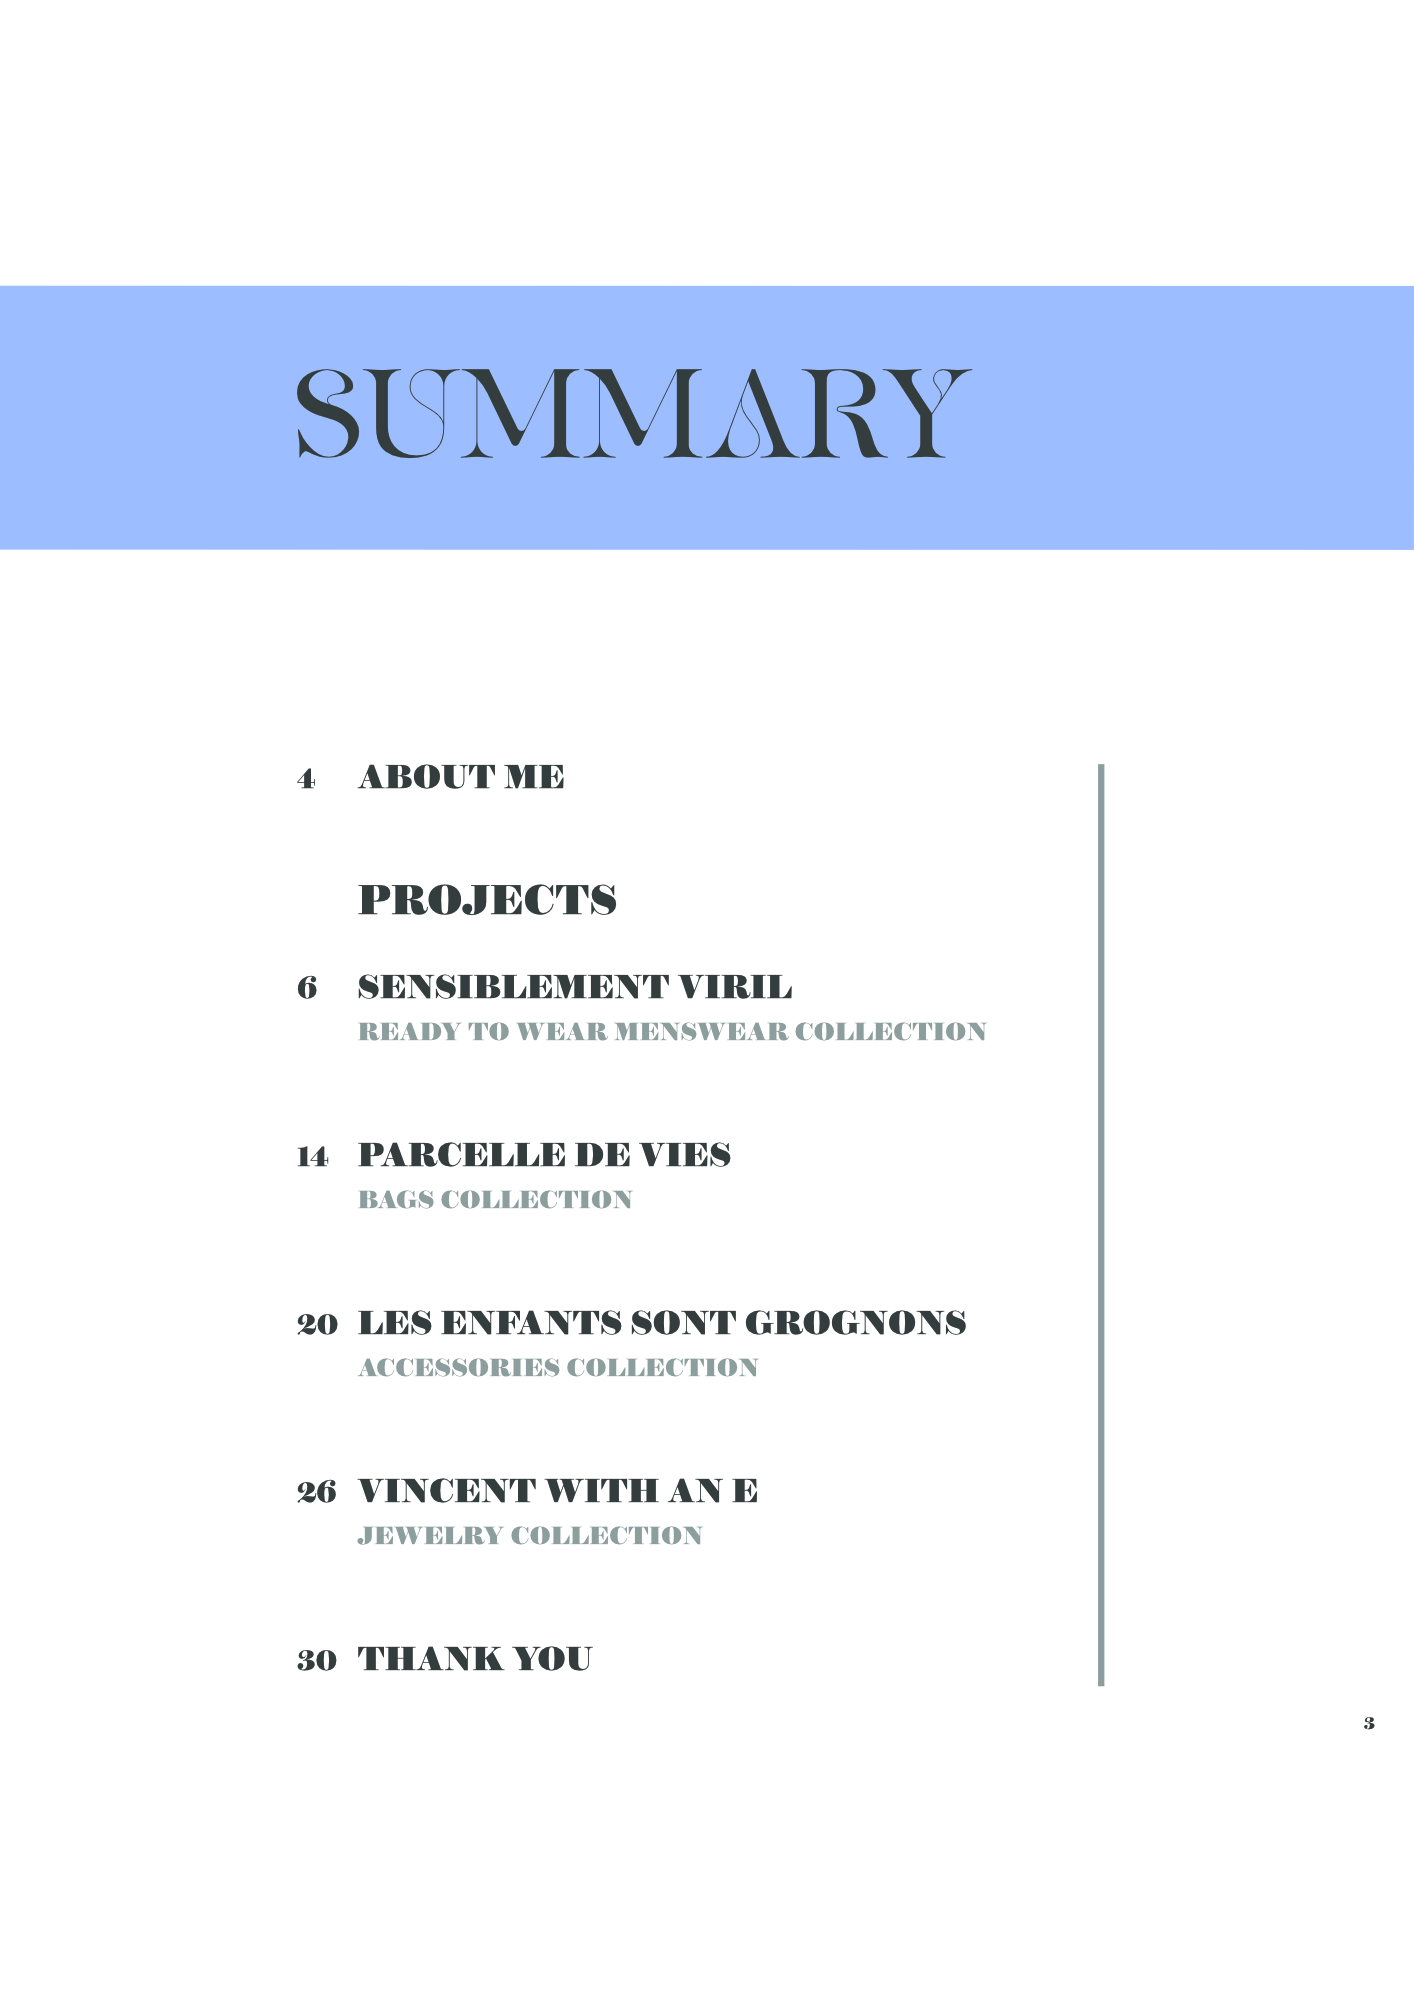 SUMMARY
4 ABOUT ME
PROJECTS
6 SENSIBLEMENT VIRIL
READY TO WEAR MENSWEAR COLLECTION
14 PARCELLE DE VIES
BAGS COLLECTION
20 LES ENFANTS SONT GROGNONS
ACCESSORIES COLLECTION
26 VINCENT WITH AN E
JEWELRY COLLECTION
30 THANK YOU
3